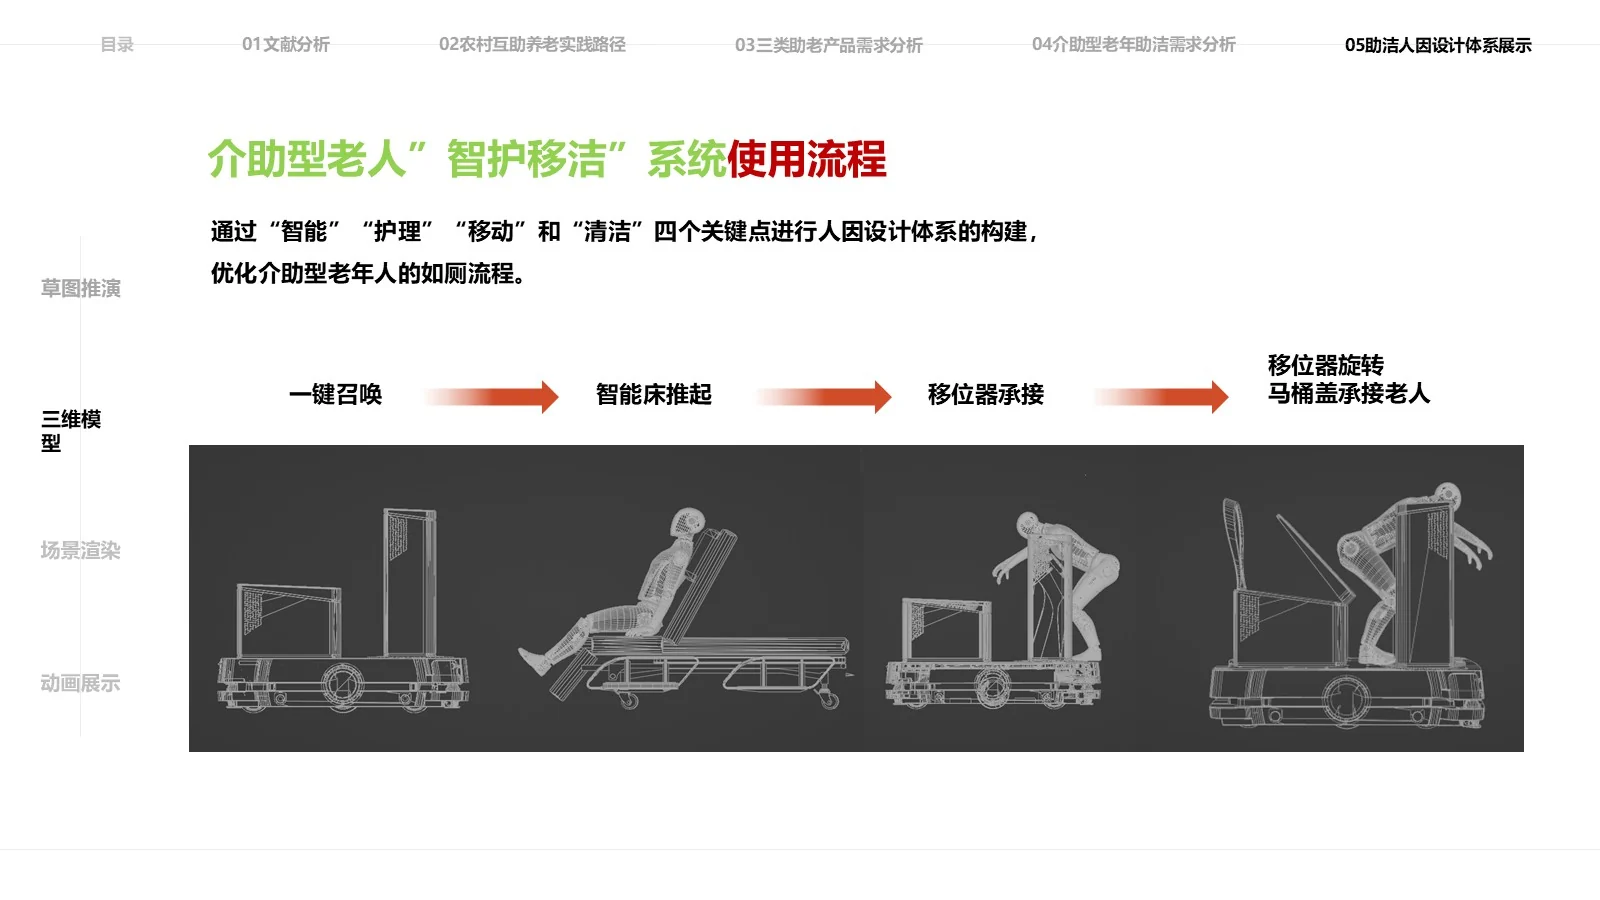 目录
01文献分析
02农村互助养老实践路径
03三类助老产品需求分析
04介助型老年助洁需求分析
05助洁人因设计体系展示
介助型老人”智护移洁”系统使用流程
通过“智能”“护理”“移动”和“清洁”四个关键点进行人因设计体系的构建，
优化介助型老年人的如厕流程。
草图推演
三维模
型
场景渲染
动画展示
一键召唤
智能床推起
移位器承接
移位器旋转
马桶盖承接老人